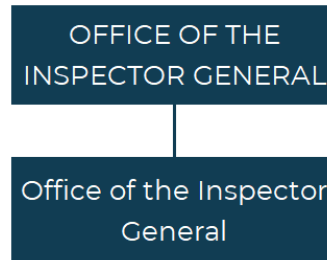 OFFICE OF THE
INSPECTOR GENERAL
Office of the Inspector
General